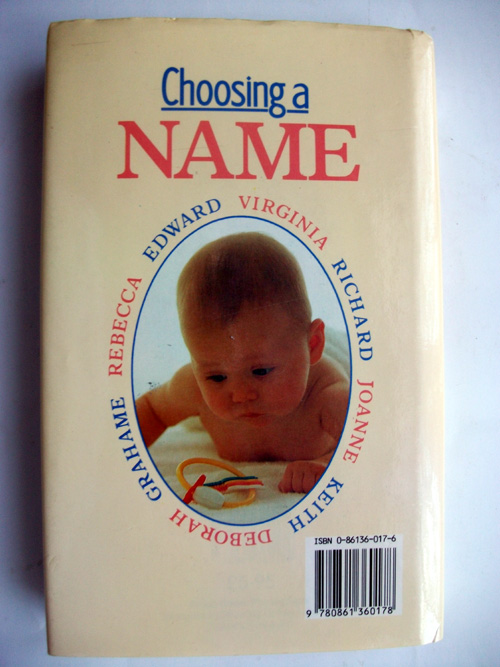 Choosing a
NAME
EDWARD
VIRGINIA
RICHARD
JOANNE
KEITH
DEBORAH
GRAHAME
REBECCA
ISBN 0-86136-017-6
9 780861 360178